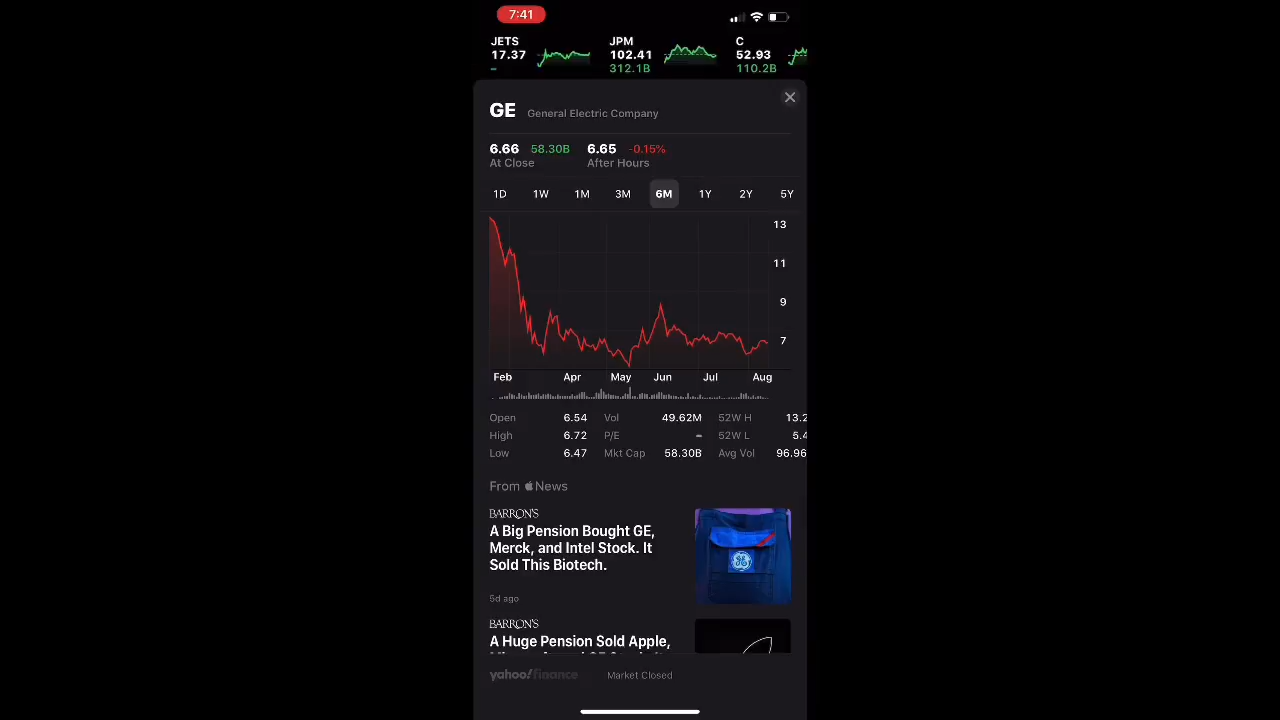 7:41
JETS
17.37
–
JPM
102.41
312.1B
C
52.93
110.2B
GE General Electric Company
6.66 58.30B 6.65 -0.15%
At Close After Hours
1D 1W 1M 3M 6M 1Y 2Y 5Y
13
11
9
7
Feb Apr May Jun Jul Aug
Open 6.54 Vol 49.62M 52W H 13.2
High 6.72 P/E – 52W L 5.4
Low 6.47 Mkt Cap 58.30B Avg Vol 96.96
From News
BARRON'S
A Big Pension Bought GE,
Merck, and Intel Stock. It
Sold This Biotech.
5d ago
BARRON'S
A Huge Pension Sold Apple,
yahoo! finance Market Closed